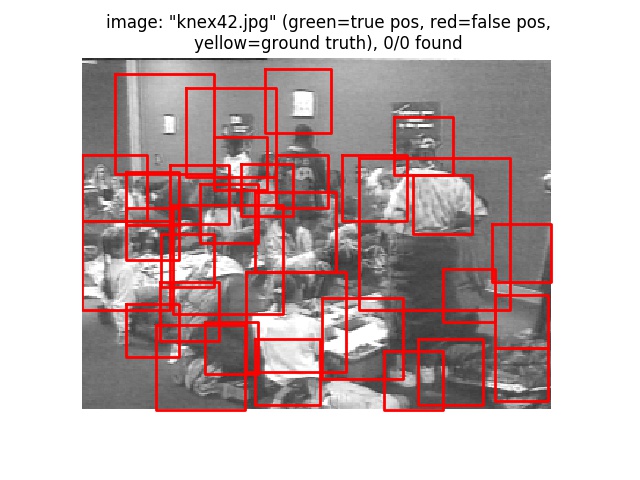 image: "knex42.jpg" (green=true pos, red=false pos,
yellow=ground truth), 0/0 found